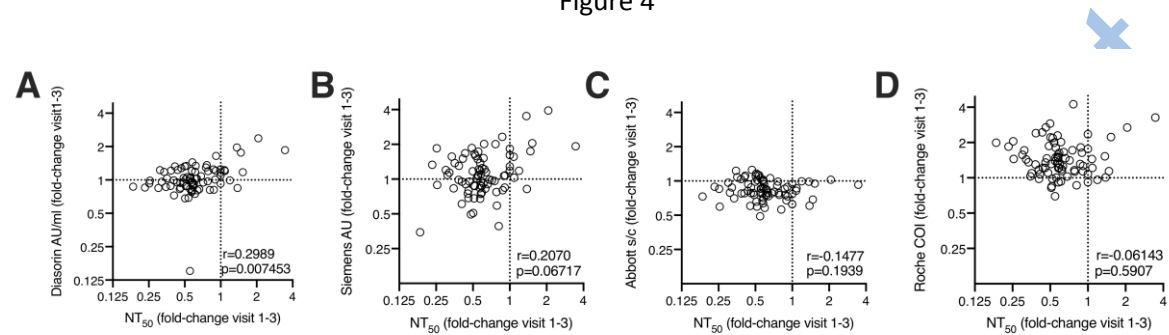 Figure 4
A
Diasorin AU/ml (fold-change visit1-3)
4
2
1
0.5
0.25
0.125
r=0.2989
p=0.007453
0.125 0.25 0.5 1 2 4
NT50 (fold-change visit 1-3)
B
Siemens AU (fold-change visit 1-3)
4
2
1
0.5
0.25
r=0.2070
p=0.06717
0.125 0.25 0.5 1 2 4
NT50 (fold-change visit 1-3)
C
Abbott s/c (fold-change visit 1-3)
4
2
1
0.5
0.25
r=-0.1477
p=0.1939
0.125 0.25 0.5 1 2 4
NT50 (fold-change visit 1-3)
D
Roche COI (fold-change visit 1-3)
4
2
1
0.5
0.25
r=-0.06143
p=0.5907
0.125 0.25 0.5 1 2 4
NT50 (fold-change visit 1-3)